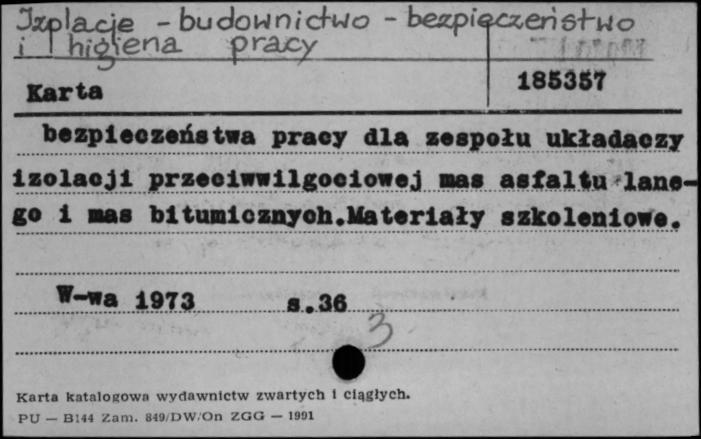 Izolacje - budownictwo - bezpieczeństwo
i higiena pracy
185357
Karta
bezpieczeństwa pracy dla zespołu układaczy
izolacji przeciwwilgociowej mas asfaltu lane-
go i mas bitumicznych.Materiały szkoleniowe.
W-wa 1973 s.36
3
Karta katalogowa wydawnictw zwartych i ciągłych.
PU — B144 Zam. 849/DW/On ZGG — 1991